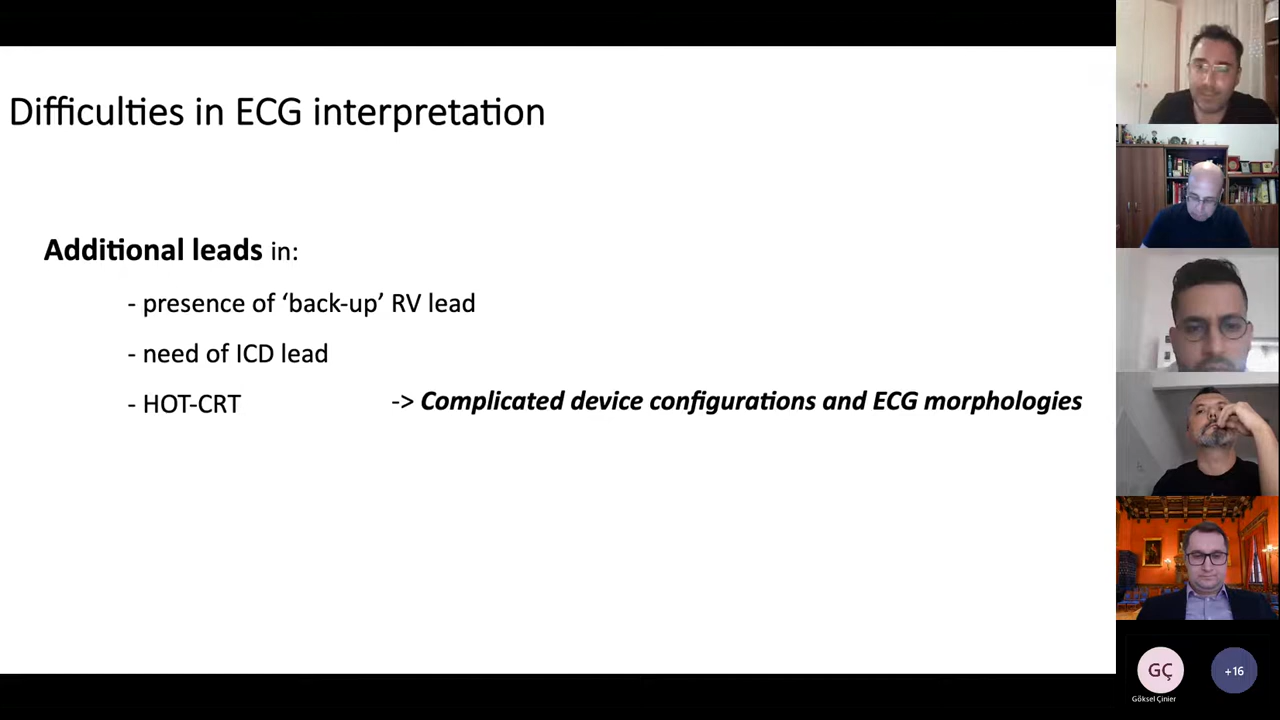 Difficulties in ECG interpretation
Additional leads in:
- presence of ‘back-up’ RV lead
- need of ICD lead
- HOT-CRT -> Complicated device configurations and ECG morphologies
GÇ +16
Göksel Çinier